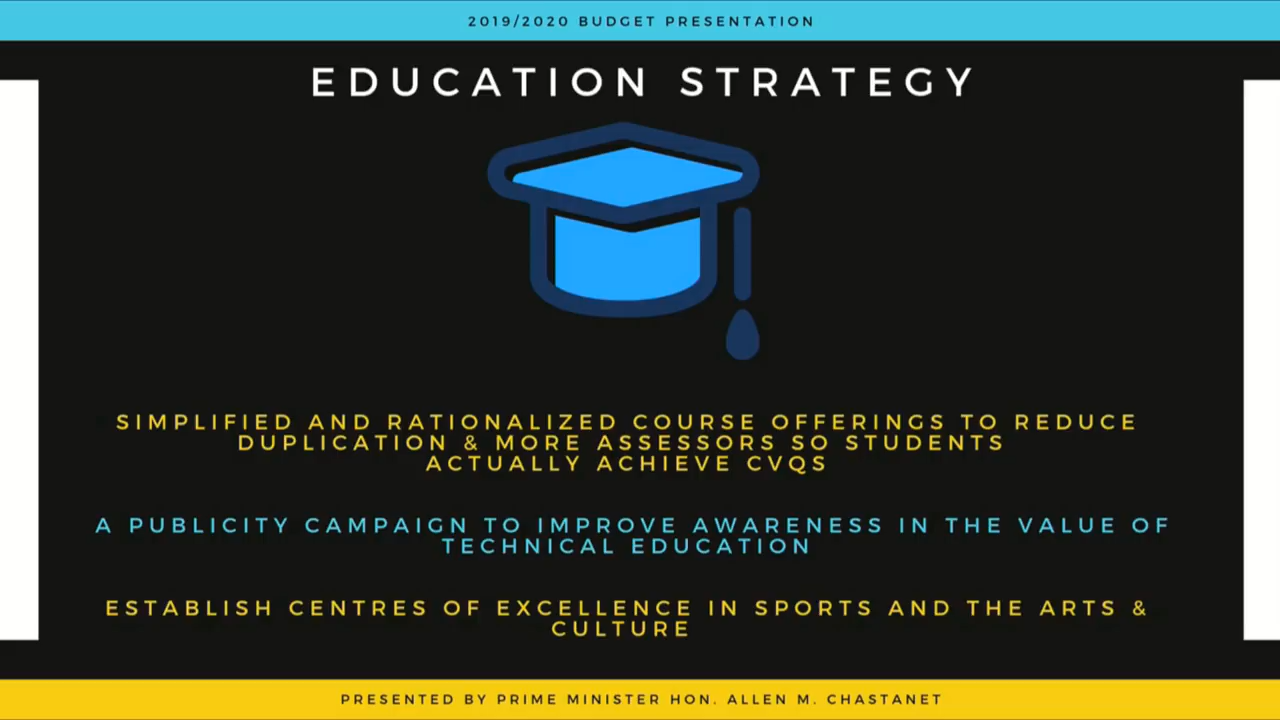 2019/2020 BUDGET PRESENTATION
EDUCATION STRATEGY
SIMPLIFIED AND RATIONALIZED COURSE OFFERINGS TO REDUCE
DUPLICATION & MORE ASSESSORS SO STUDENTS
ACTUALLY ACHIEVE CVQS
A PUBLICITY CAMPAIGN TO IMPROVE AWARENESS IN THE VALUE OF
TECHNICAL EDUCATION
ESTABLISH CENTRES OF EXCELLENCE IN SPORTS AND THE ARTS &
CULTURE
PRESENTED BY PRIME MINISTER HON. ALLEN M. CHASTANET